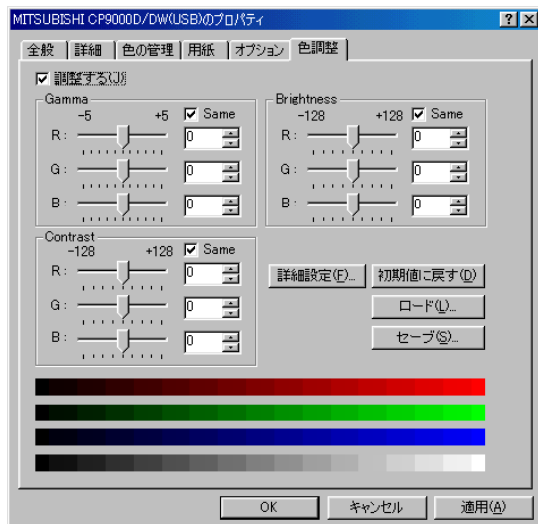 MITSUBISHI CP9000D/DW(USB)のプロパティ
全般 詳細 色の管理 用紙 オプション 色調整
調整する(J)
Gamma
-5 +5 Same
R: 0
G: 0
B: 0
Brightness
-128 +128 Same
R: 0
G: 0
B: 0
Contrast
-128 +128 Same
R: 0
G: 0
B: 0
詳細設定(F)... 初期値に戻す(D)
ロード(L)...
セーブ(S)...
OK キャンセル 適用(A)